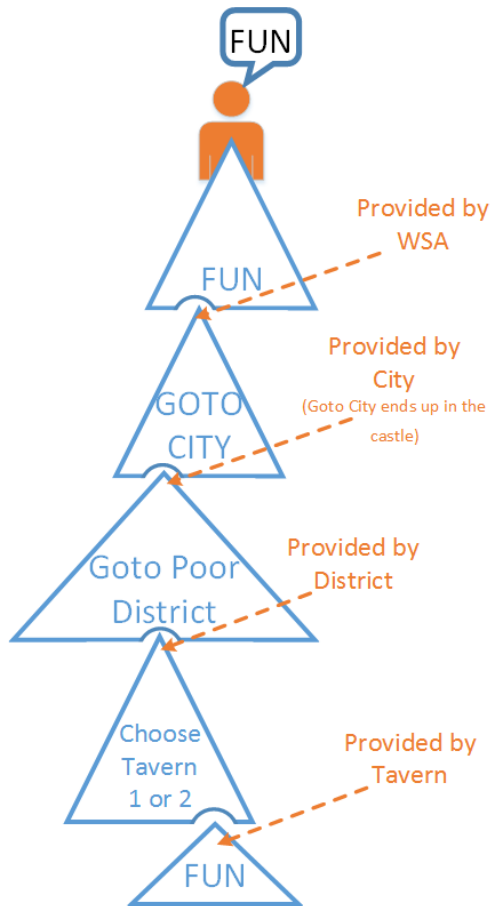 FUN
Provided by
WSA
FUN
Provided by
City
(Goto City ends up in the
castle)
GOTO
CITY
Provided by
District
Goto Poor
District
Choose
Tavern
1 or 2
Provided by
Tavern
FUN